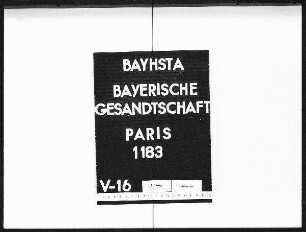 BAYHSTA
BAYERISCHE
GESANDTSCHAFT
PARIS
1183
V-16